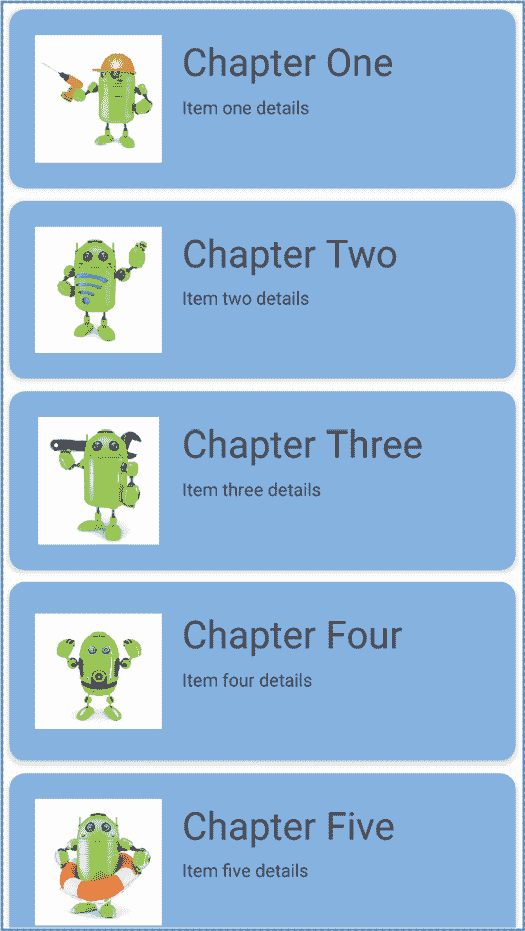 Chapter One
Item one details
Chapter Two
Item two details
Chapter Three
Item three details
Chapter Four
Item four details
Chapter Five
Item five details